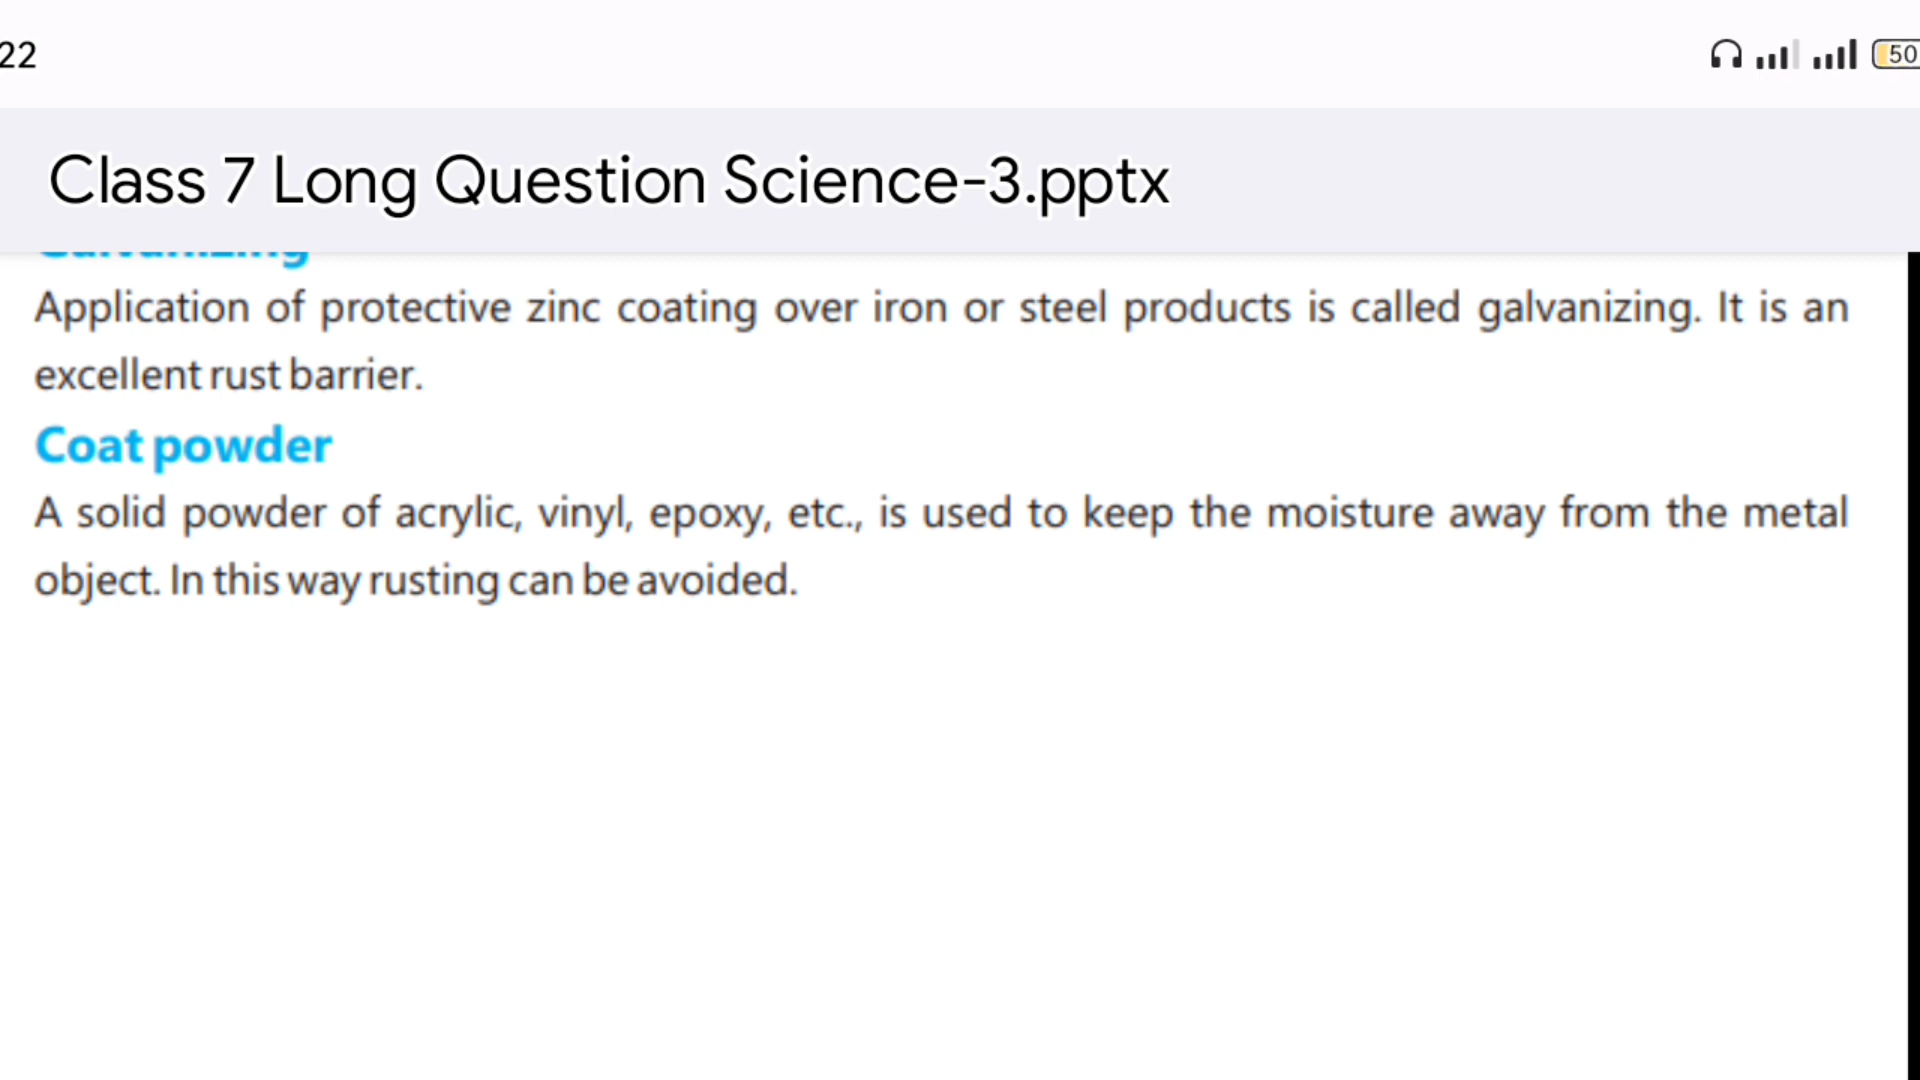 22
50
Class 7 Long Question Science-3.pptx
Galvanizing
Application of protective zinc coating over iron or steel products is called galvanizing. It is an
excellent rust barrier.
Coat powder
A solid powder of acrylic, vinyl, epoxy, etc., is used to keep the moisture away from the metal
object. In this way rusting can be avoided.